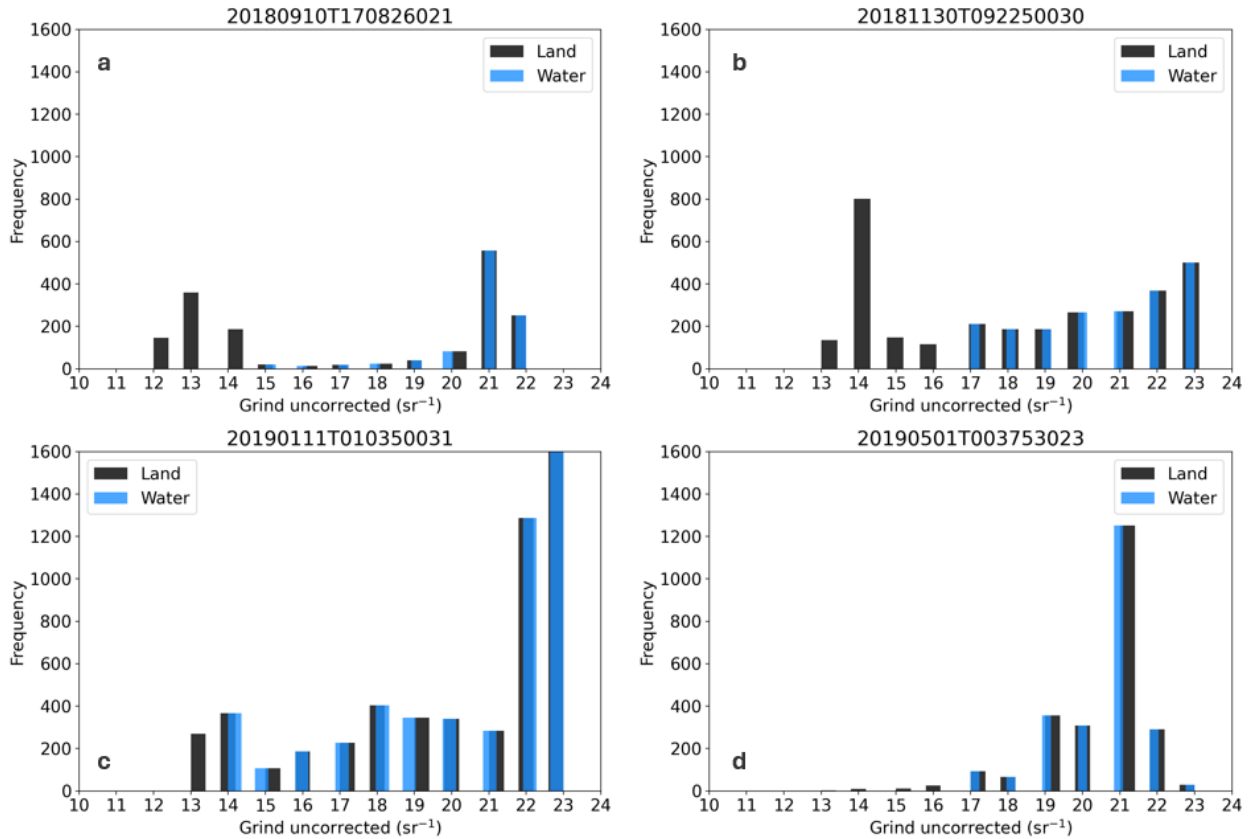 20180910T170826021
1600
1400
1200
1000
800
600
400
200
0
Frequency
a
Land
Water
10 11 12 13 14 15 16 17 18 19 20 21 22 23 24
Grind uncorrected (sr⁻¹)
20181130T092250030
1600
1400
1200
1000
800
600
400
200
0
Frequency
b
Land
Water
10 11 12 13 14 15 16 17 18 19 20 21 22 23 24
Grind uncorrected (sr⁻¹)
20190111T010350031
1600
1400
1200
1000
800
600
400
200
0
Frequency
Land
Water
c
10 11 12 13 14 15 16 17 18 19 20 21 22 23 24
Grind uncorrected (sr⁻¹)
20190501T003753023
1600
1400
1200
1000
800
600
400
200
0
Frequency
Land
Water
d
10 11 12 13 14 15 16 17 18 19 20 21 22 23 24
Grind uncorrected (sr⁻¹)